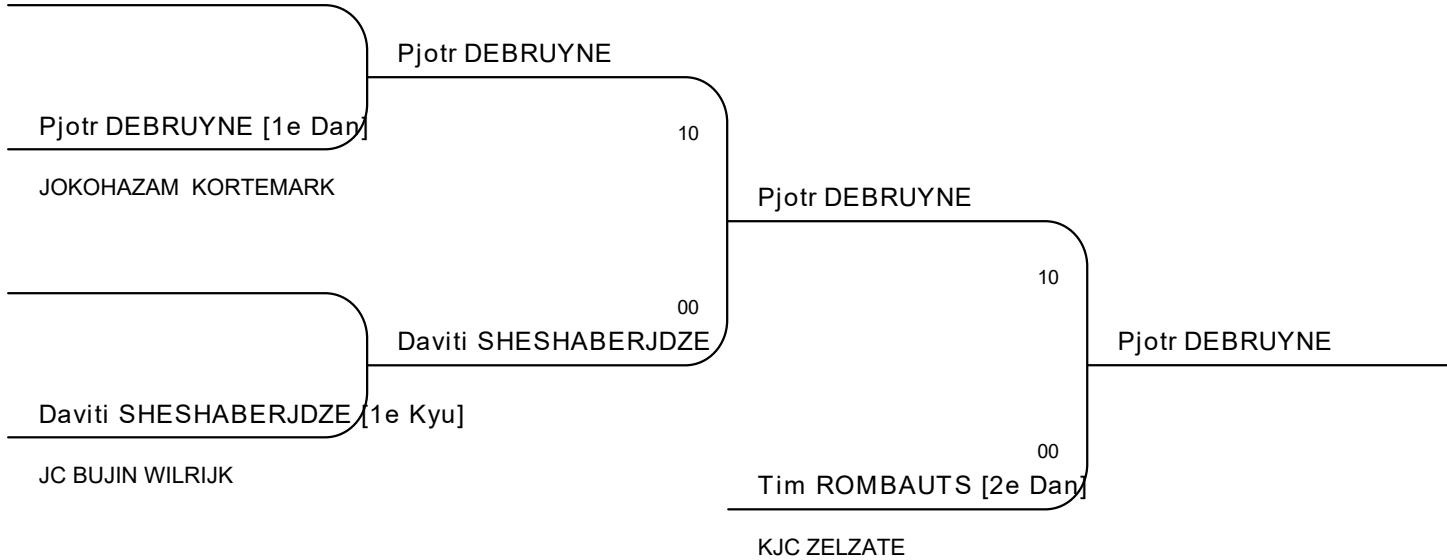 Pjotr DEBRUYNE
Pjotr DEBRUYNE [1e Dan]
10
JOKOHAZAM  KORTEMARK
Pjotr DEBRUYNE
10
00
Daviti SHESHABERJDZE
Pjotr DEBRUYNE
Daviti SHESHABERJDZE [1e Kyu]
00
JC BUJIN WILRIJK
Tim ROMBAUTS [2e Dan]
KJC ZELZATE